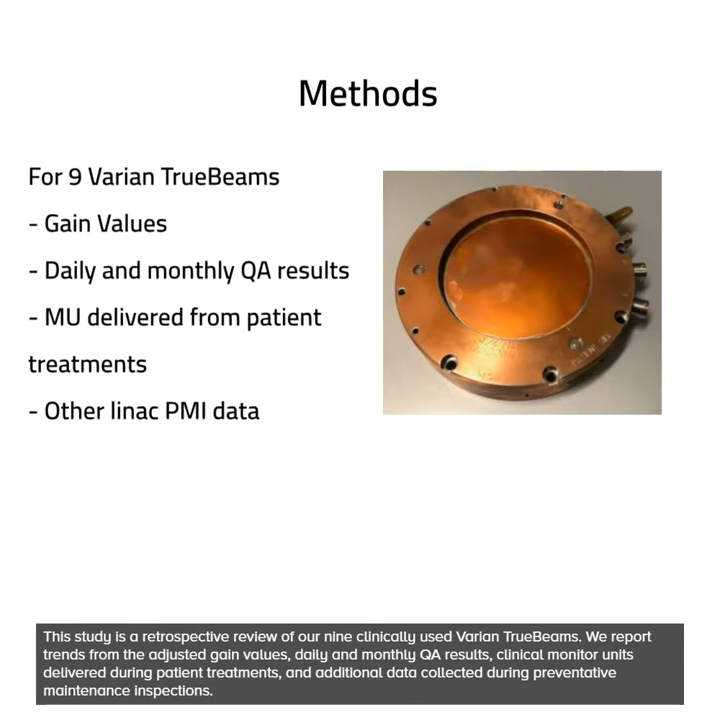 Methods
For 9 Varian TrueBeams
- Gain Values
- Daily and monthly QA results
- MU delivered from patient
treatments
- Other linac PMI data
This study is a retrospective review of our nine clinically used Varian TrueBeams. We report
trends from the adjusted gain values, daily and monthly QA results, clinical monitor units
delivered during patient treatments, and additional data collected during preventative
maintenance inspections.